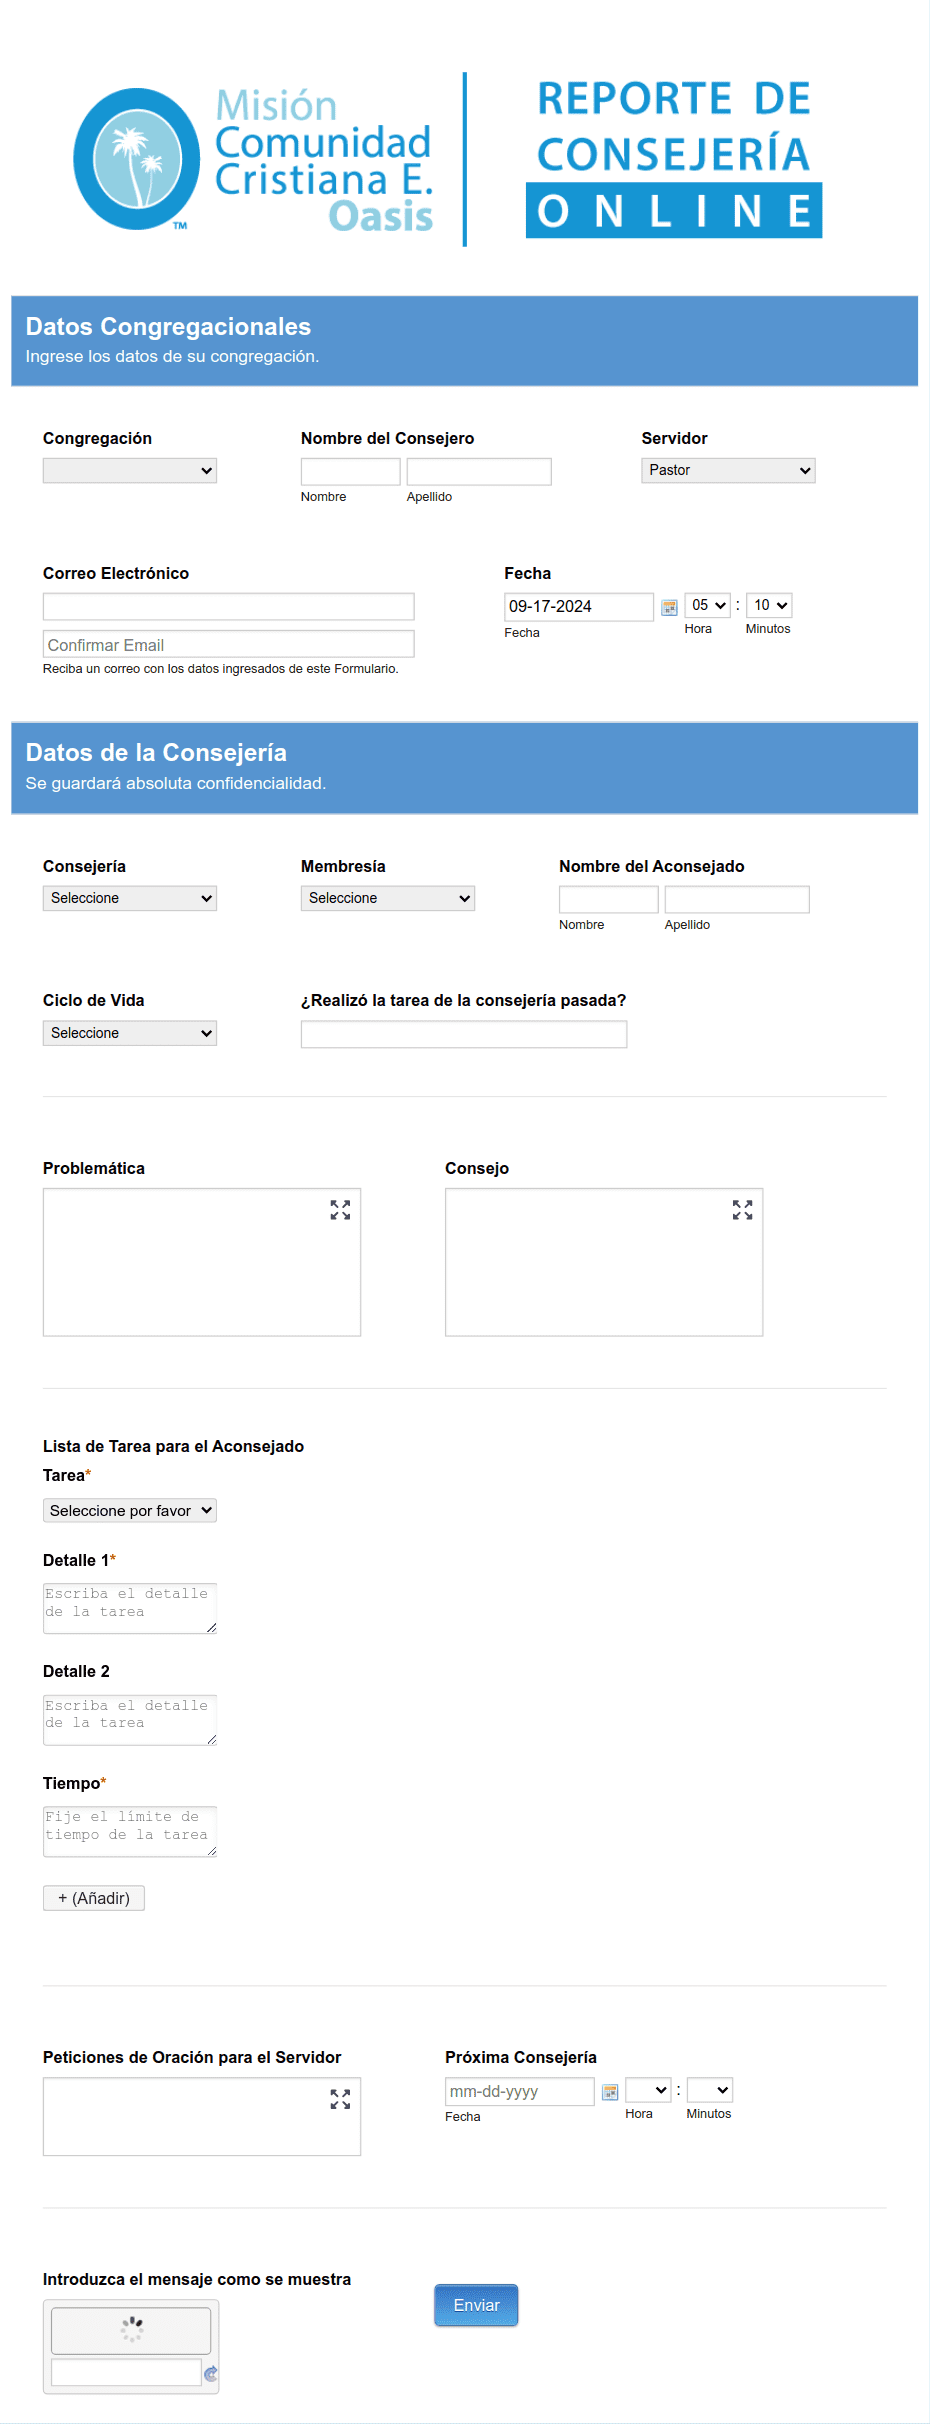 Misión
Comunidad
Cristiana E.
Oasis
TM
REPORTE DE
CONSEJERÍA
ONLINE
Datos Congregacionales
Ingrese los datos de su congregación.
Congregación
Nombre del Consejero
Servidor
Pastor
Nombre
Apellido
Correo Electrónico
Fecha
09-17-2024
05 : 10
Fecha
Hora
Minutos
Confirmar Email
Reciba un correo con los datos ingresados de este Formulario.
Datos de la Consejería
Se guardará absoluta confidencialidad.
Consejería
Membresía
Nombre del Aconsejado
Seleccione
Seleccione
Nombre
Apellido
Ciclo de Vida
¿Realizó la tarea de la consejería pasada?
Seleccione
Problemática
Consejo
Lista de Tarea para el Aconsejado
Tarea*
Seleccione por favor
Detalle 1*
Escriba el detalle
de la tarea
Detalle 2
Escriba el detalle
de la tarea
Tiempo*
Fije el límite de
tiempo de la tarea
+ (Añadir)
Peticiones de Oración para el Servidor
Próxima Consejería
mm-dd-yyyy
:
Fecha
Hora
Minutos
Introduzca el mensaje como se muestra
Enviar